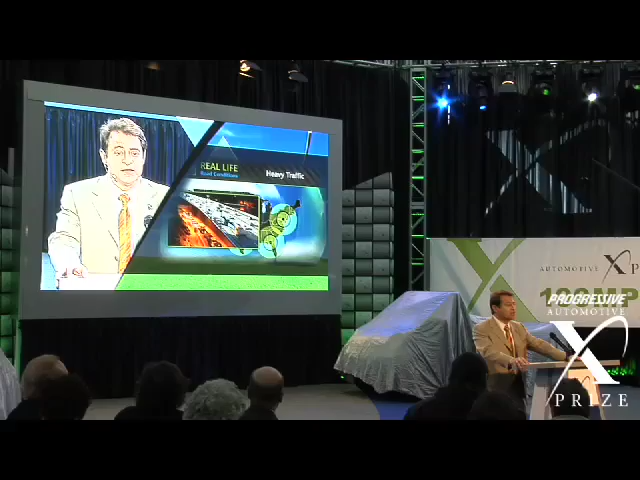 REAL LIFE
Road Conditions
Heavy Traffic
AUTOMOTIVE X P
100MP
PROGRESSIVE
AUTOMOTIVE
X
PRIZE